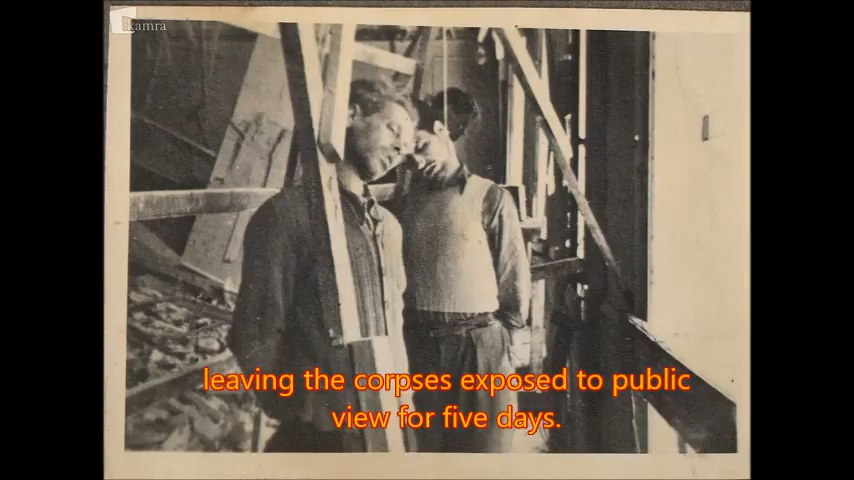 kamra
leaving the corpses exposed to public
view for five days.